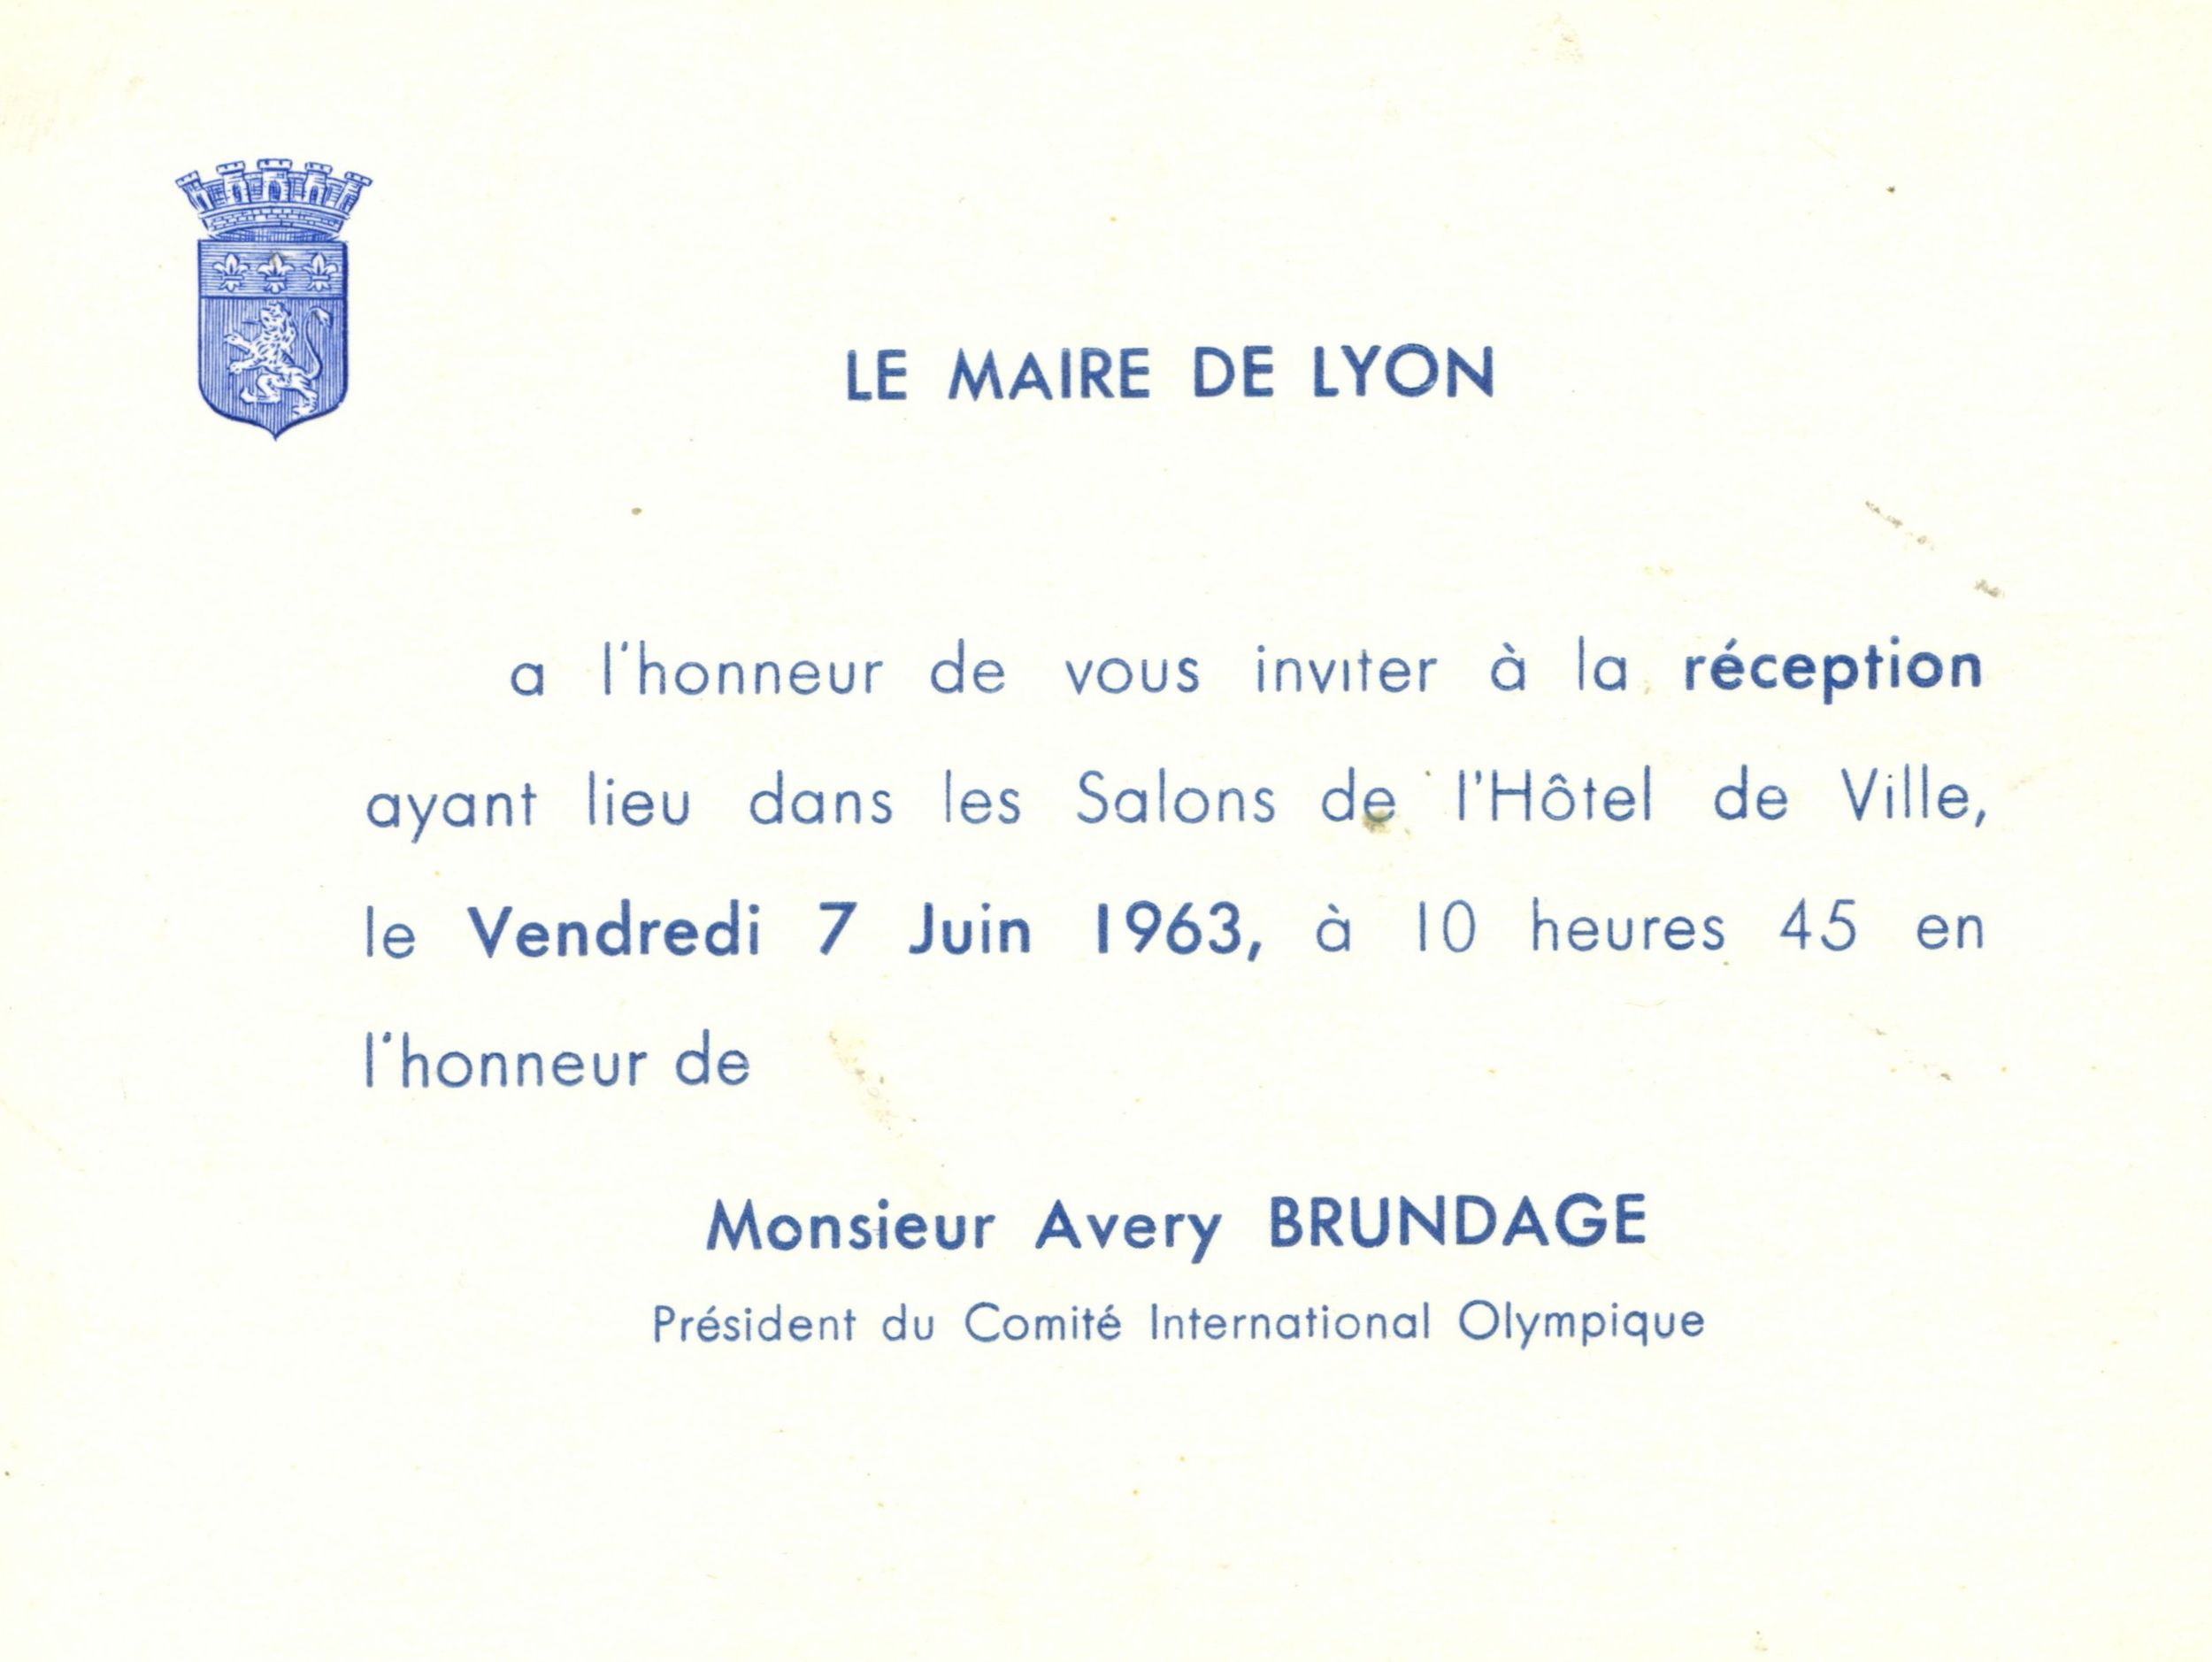 LE MAIRE DE LYON
a l'honneur de vous inviter à la réception
ayant lieu dans les Salons de l'Hôtel de Ville,
le Vendredi 7 Juin 1963, à 10 heures 45 en
l'honneur de
Monsieur Avery BRUNDAGE
Président du Comité International Olympique